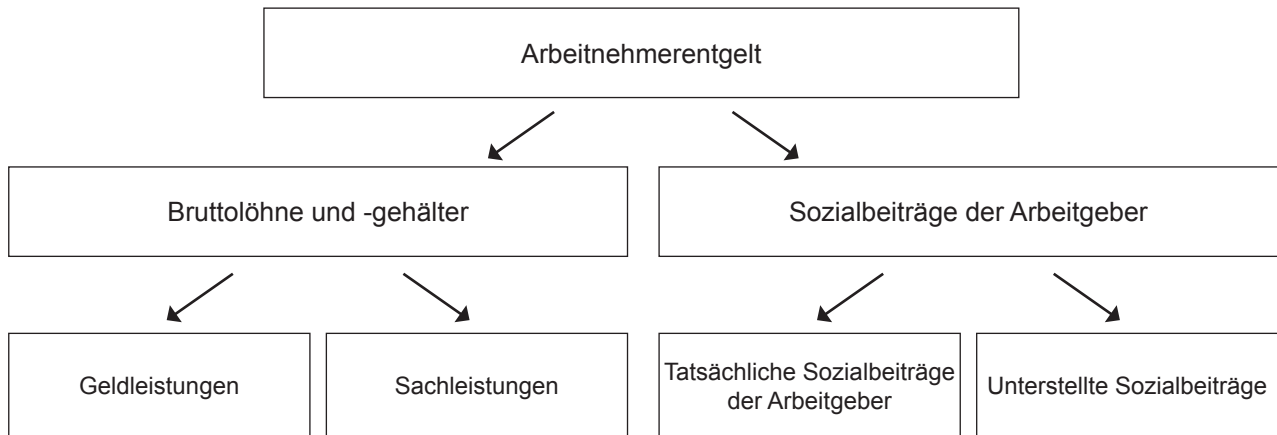 Arbeitnehmerentgelt
Bruttolöhne und -gehälter
Sozialbeiträge der Arbeitgeber
Geldleistungen
Sachleistungen
Tatsächliche Sozialbeiträge
der Arbeitgeber
Unterstellte Sozialbeiträge